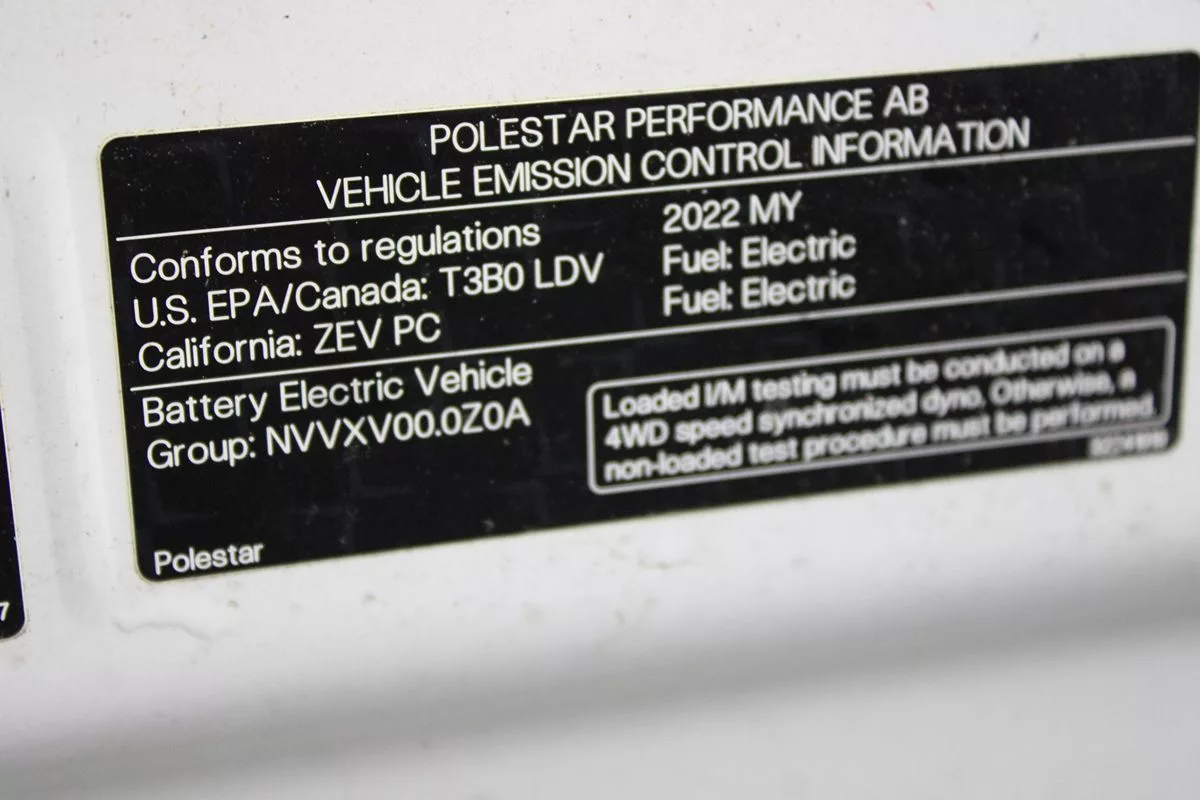 POLESTAR PERFORMANCE AB
VEHICLE EMISSION CONTROL INFORMATION
Conforms to regulations 2022 MY
U.S. EPA/Canada: T3B0 LDV Fuel: Electric
California: ZEV PC Fuel: Electric
Battery Electric Vehicle
Group: NVVXV00.0Z0A
Loaded I/M testing must be conducted on a
4WD speed synchronized dyno. Otherwise, a
non-loaded test procedure must be performed.
Polestar
7